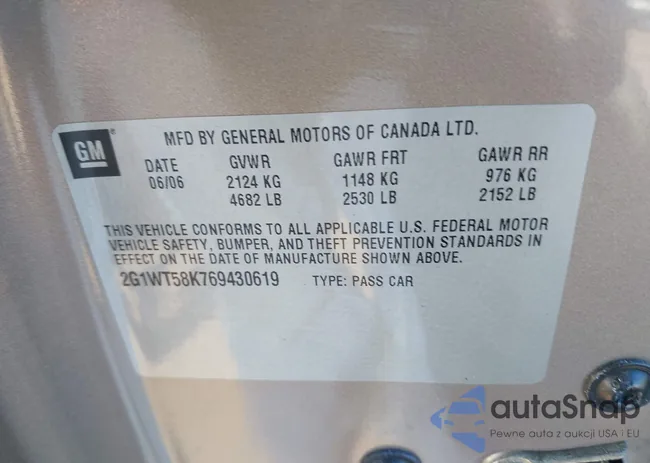 GM
MFD BY GENERAL MOTORS OF CANADA LTD.
DATE GVWR GAWR FRT GAWR RR
06/06 2124 KG 1148 KG 976 KG
4682 LB 2530 LB 2152 LB
THIS VEHICLE CONFORMS TO ALL APPLICABLE U.S. FEDERAL MOTOR
VEHICLE SAFETY, BUMPER, AND THEFT PREVENTION STANDARDS IN
EFFECT ON THE DATE OF MANUFACTURE SHOWN ABOVE.
2G1WT58K769430619 TYPE: PASS CAR
autaSnap
Pewne auta z aukcji USA i EU